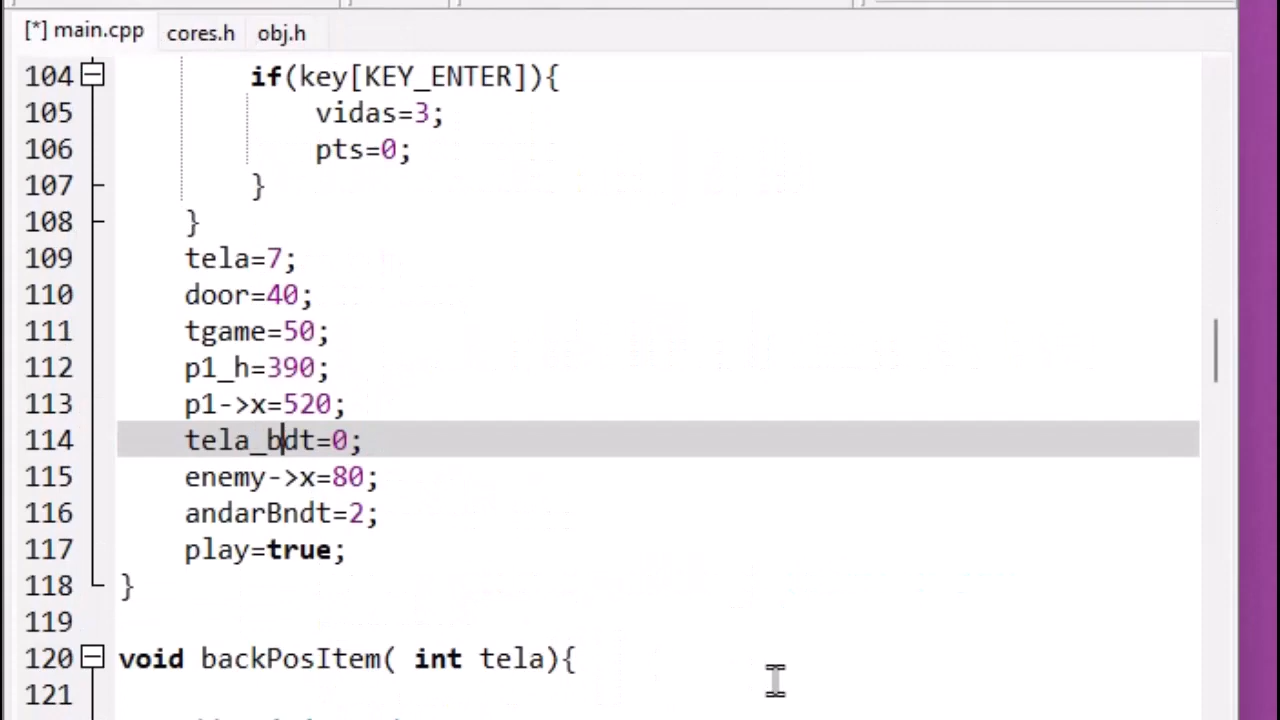 [*] main.cpp cores.h obj.h
104 if(key[KEY_ENTER]){
105 vidas=3;
106 pts=0;
107 }
108 }
109 tela=7;
110 door=40;
111 tgame=50;
112 p1_h=390;
113 p1->x=520;
114 tela_bdt=0;
115 enemy->x=80;
116 andarBndt=2;
117 play=true;
118 }
119
120 void backPosItem( int tela){
121